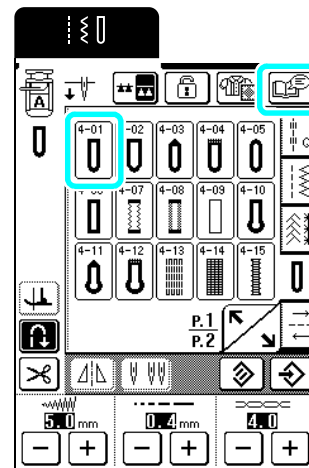 A
4-01 4-02 4-03 4-04 4-05
4-07 4-08 4-09 4-10
4-11 4-12 4-13 4-14 4-15
P.1
P.2
5.0 mm 0.4 mm 4.0
− + − + − +